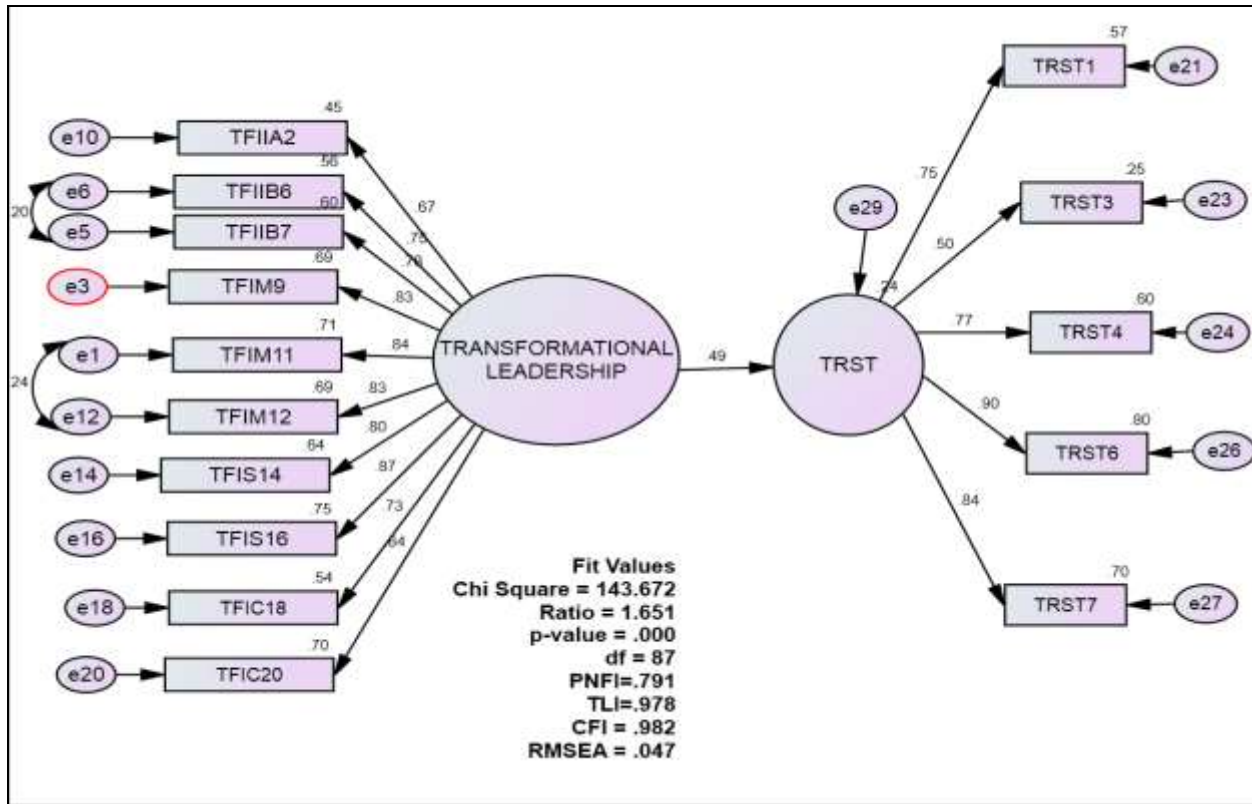 .57
TRST1
e21
.45
e10
TFIIA2
.56
e6
TFIIB6
.20
.60
e5
TFIIB7
.69
e3
TFIM9
.71
e1
TFIM11
.24
.69
e12
TFIM12
.64
e14
TFIS14
.75
e16
TFIS16
.54
e18
TFIC18
.70
e20
TFIC20
.67
.75
.78
.83
.84
.83
.80
.87
.73
.84
TRANSFORMATIONAL
LEADERSHIP
.49
e29
.24
TRST
.75
.50
.77
.90
.84
.25
TRST3
e23
.60
TRST4
e24
.80
TRST6
e26
.70
TRST7
e27
Fit Values
Chi Square = 143.672
Ratio = 1.651
p-value = .000
df = 87
PNFI=.791
TLI=.978
CFI = .982
RMSEA = .047